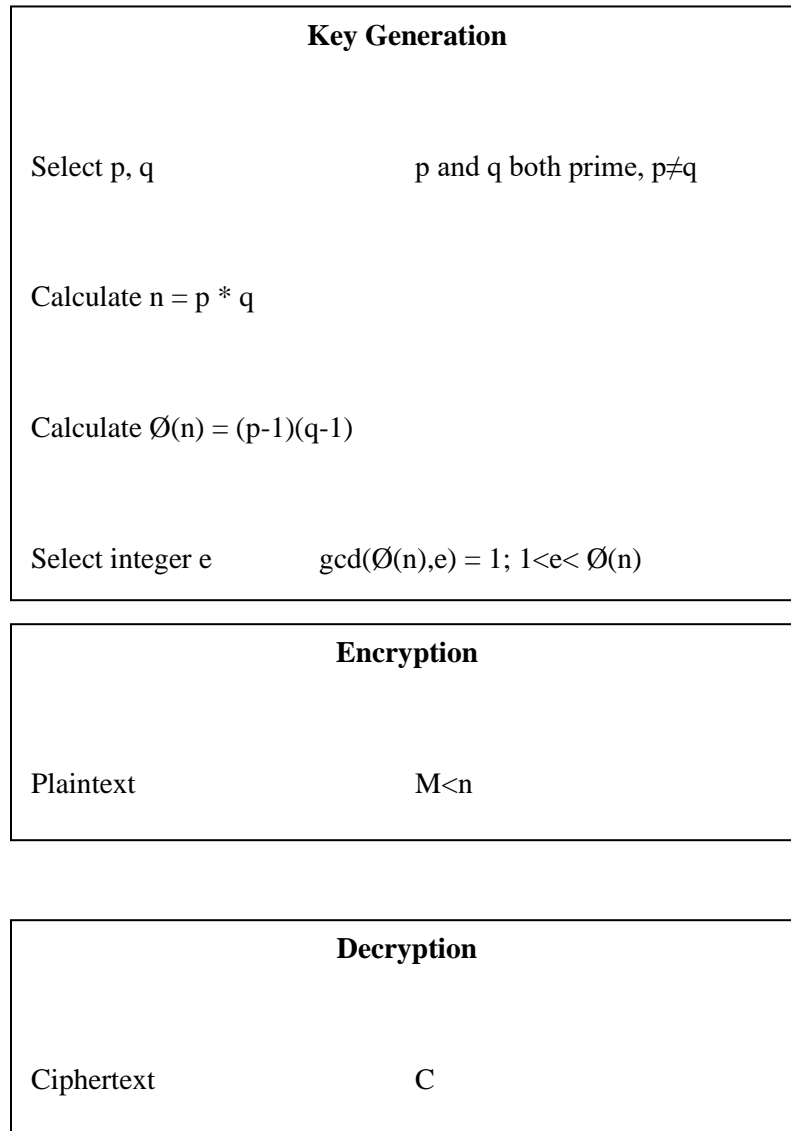 Key Generation
Select p, q p and q both prime, p≠q
Calculate n = p * q
Calculate Ø(n) = (p-1)(q-1)
Select integer e gcd(Ø(n),e) = 1; 1<e< Ø(n)
Encryption
Plaintext M<n
Decryption
Ciphertext C